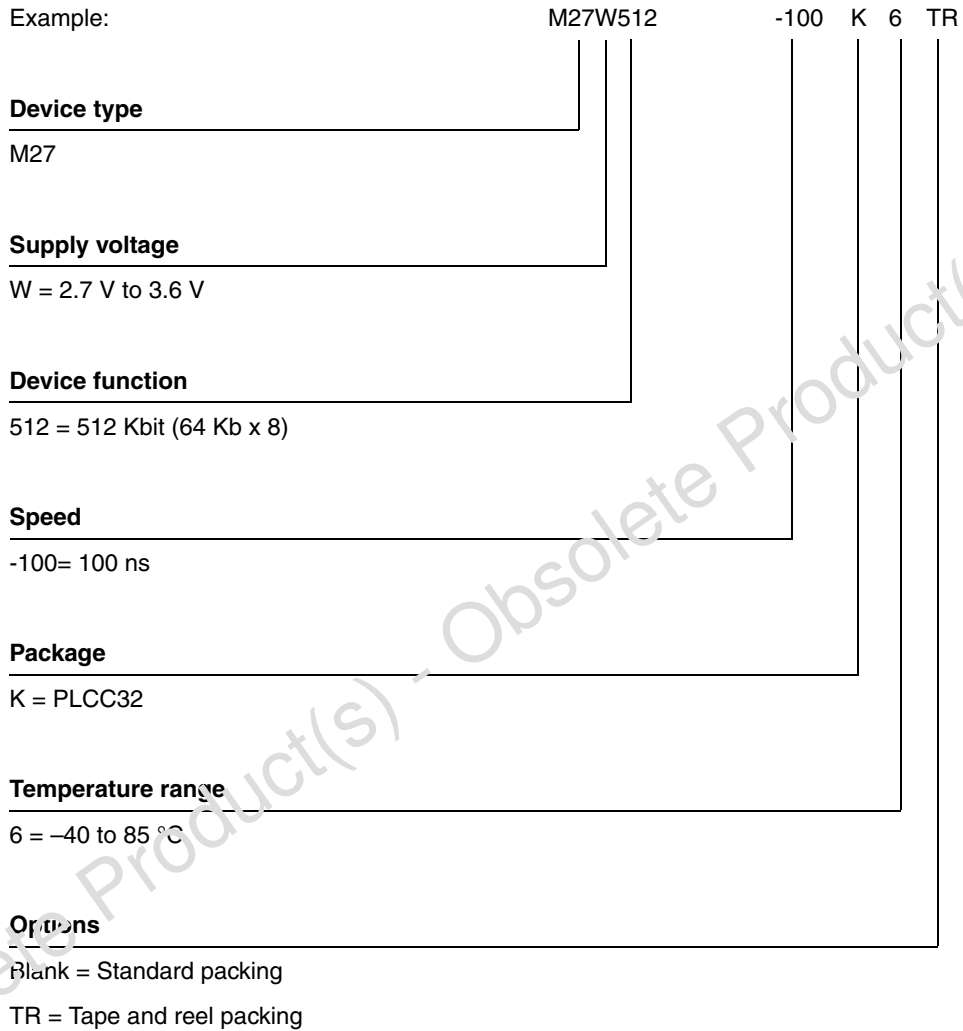 Example: M27W512 -100 K 6 TR
Device type
M27
Supply voltage
W = 2.7 V to 3.6 V
Device function
512 = 512 Kbit (64 Kb x 8)
Speed
-100= 100 ns
Package
K = PLCC32
Temperature range
6 = –40 to 85 °C
Options
Blank = Standard packing
TR = Tape and reel packing
ete Product(s) - Obsolete Product(